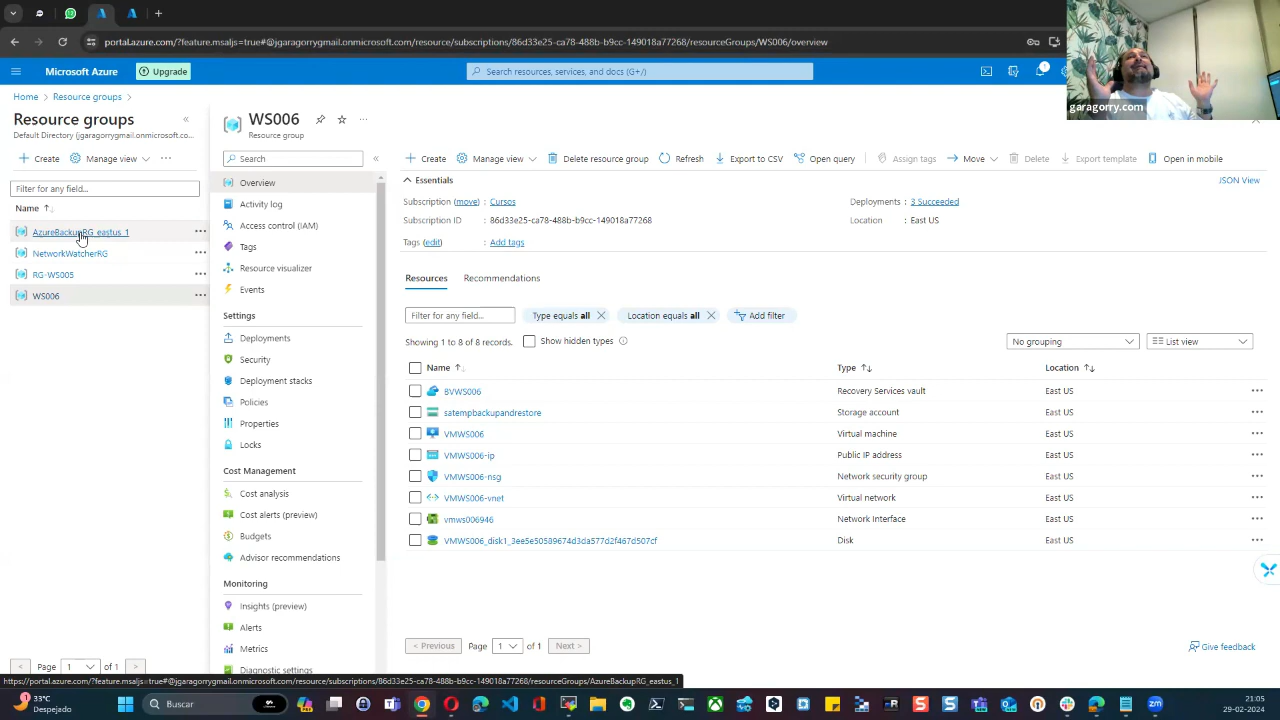 portal.azure.com/?feature.msaljs=true#@jgaragorrygmail.onmicrosoft.com/resource/subscriptions/86d33e25-ca78-488b-b9cc-149018a77268/resourceGroups/WS006/overview
Microsoft Azure
Upgrade
Search resources, services, and docs (G+/)
1
garagorry.com
Home > Resource groups >
Resource groups
Default Directory (jgaragorrygmail.onmicrosoft.co...
Create
Manage view
Filter for any field...
Name
AzureBackupRG_eastus_1
NetworkWatcherRG
RG-WS005
WS006
< Page 1 of 1 >
WS006
Resource group
Search
Overview
Activity log
Access control (IAM)
Tags
Resource visualizer
Events
Settings
Deployments
Security
Deployment stacks
Policies
Properties
Locks
Cost Management
Cost analysis
Cost alerts (preview)
Budgets
Advisor recommendations
Monitoring
Insights (preview)
Alerts
Metrics
Diagnostic settings
Create Manage view Delete resource group Refresh Export to CSV Open query Assign tags Move Delete Export template Open in mobile
Essentials
JSON View
Subscription (move) : Cursos
Deployments : 3 Succeeded
Subscription ID : 86d33e25-ca78-488b-b9cc-149018a77268
Location : East US
Tags (edit) : Add tags
Resources Recommendations
Filter for any field... Type equals all Location equals all Add filter
Showing 1 to 8 of 8 records. Show hidden types
No grouping List view
Name Type Location
BVWS006 Recovery Services vault East US
satempbackupandrestore Storage account East US
VMWS006 Virtual machine East US
VMWS006-ip Public IP address East US
VMWS006-nsg Network security group East US
VMWS006-vnet Virtual network East US
vmws006946 Network Interface East US
VMWS006_disk1_3ee5e50589674d3da577d2f467d507cf Disk East US
< Previous Page 1 of 1 Next >
Give feedback
https://portal.azure.com/?feature.msaljs=true#@jgaragorrygmail.onmicrosoft.com/resource/subscriptions/86d33e25-ca78-488b-b9cc-149018a77268/resourceGroups/AzureBackupRG_eastus_1
33°C
Despejado
Buscar
21:05
29-02-2024